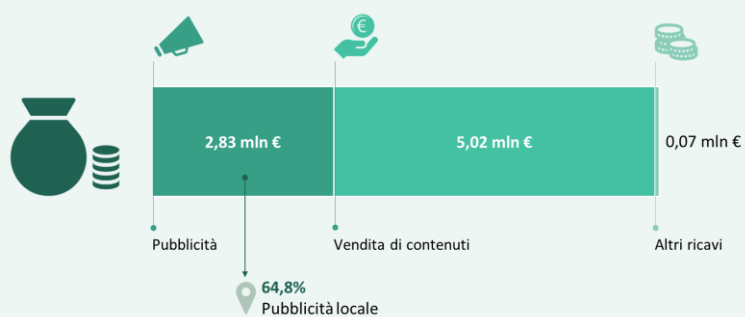 €
2,83 mln €
5,02 mln €
0,07 mln €
Pubblicità
Vendita di contenuti
Altri ricavi
64,8%
Pubblicità locale